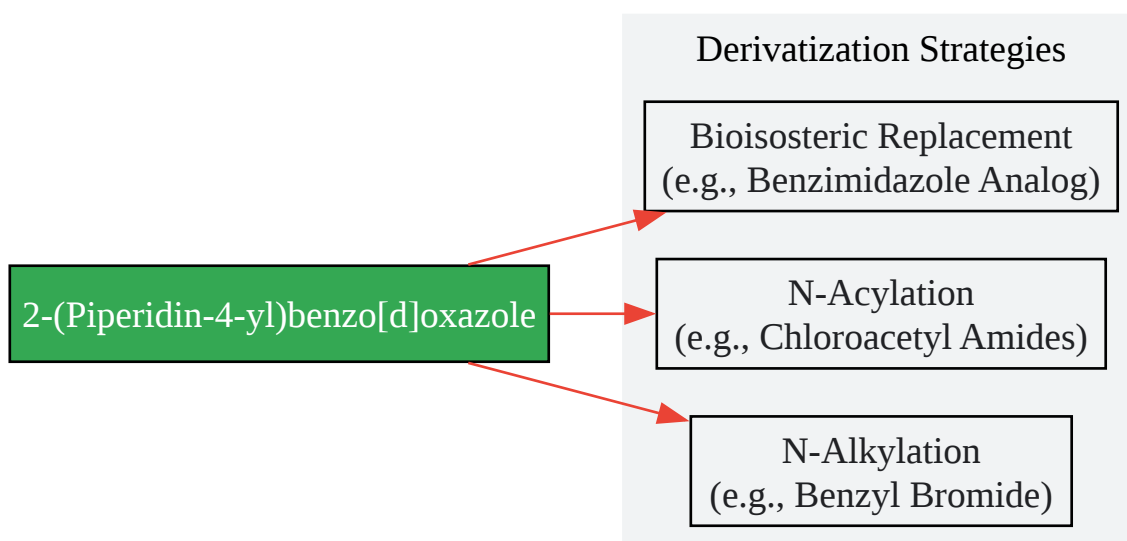 Derivatization Strategies
Bioisosteric Replacement
(e.g., Benzimidazole Analog)
2-(Piperidin-4-yl)benzo[d]oxazole
N-Acylation
(e.g., Chloroacetyl Amides)
N-Alkylation
(e.g., Benzyl Bromide)